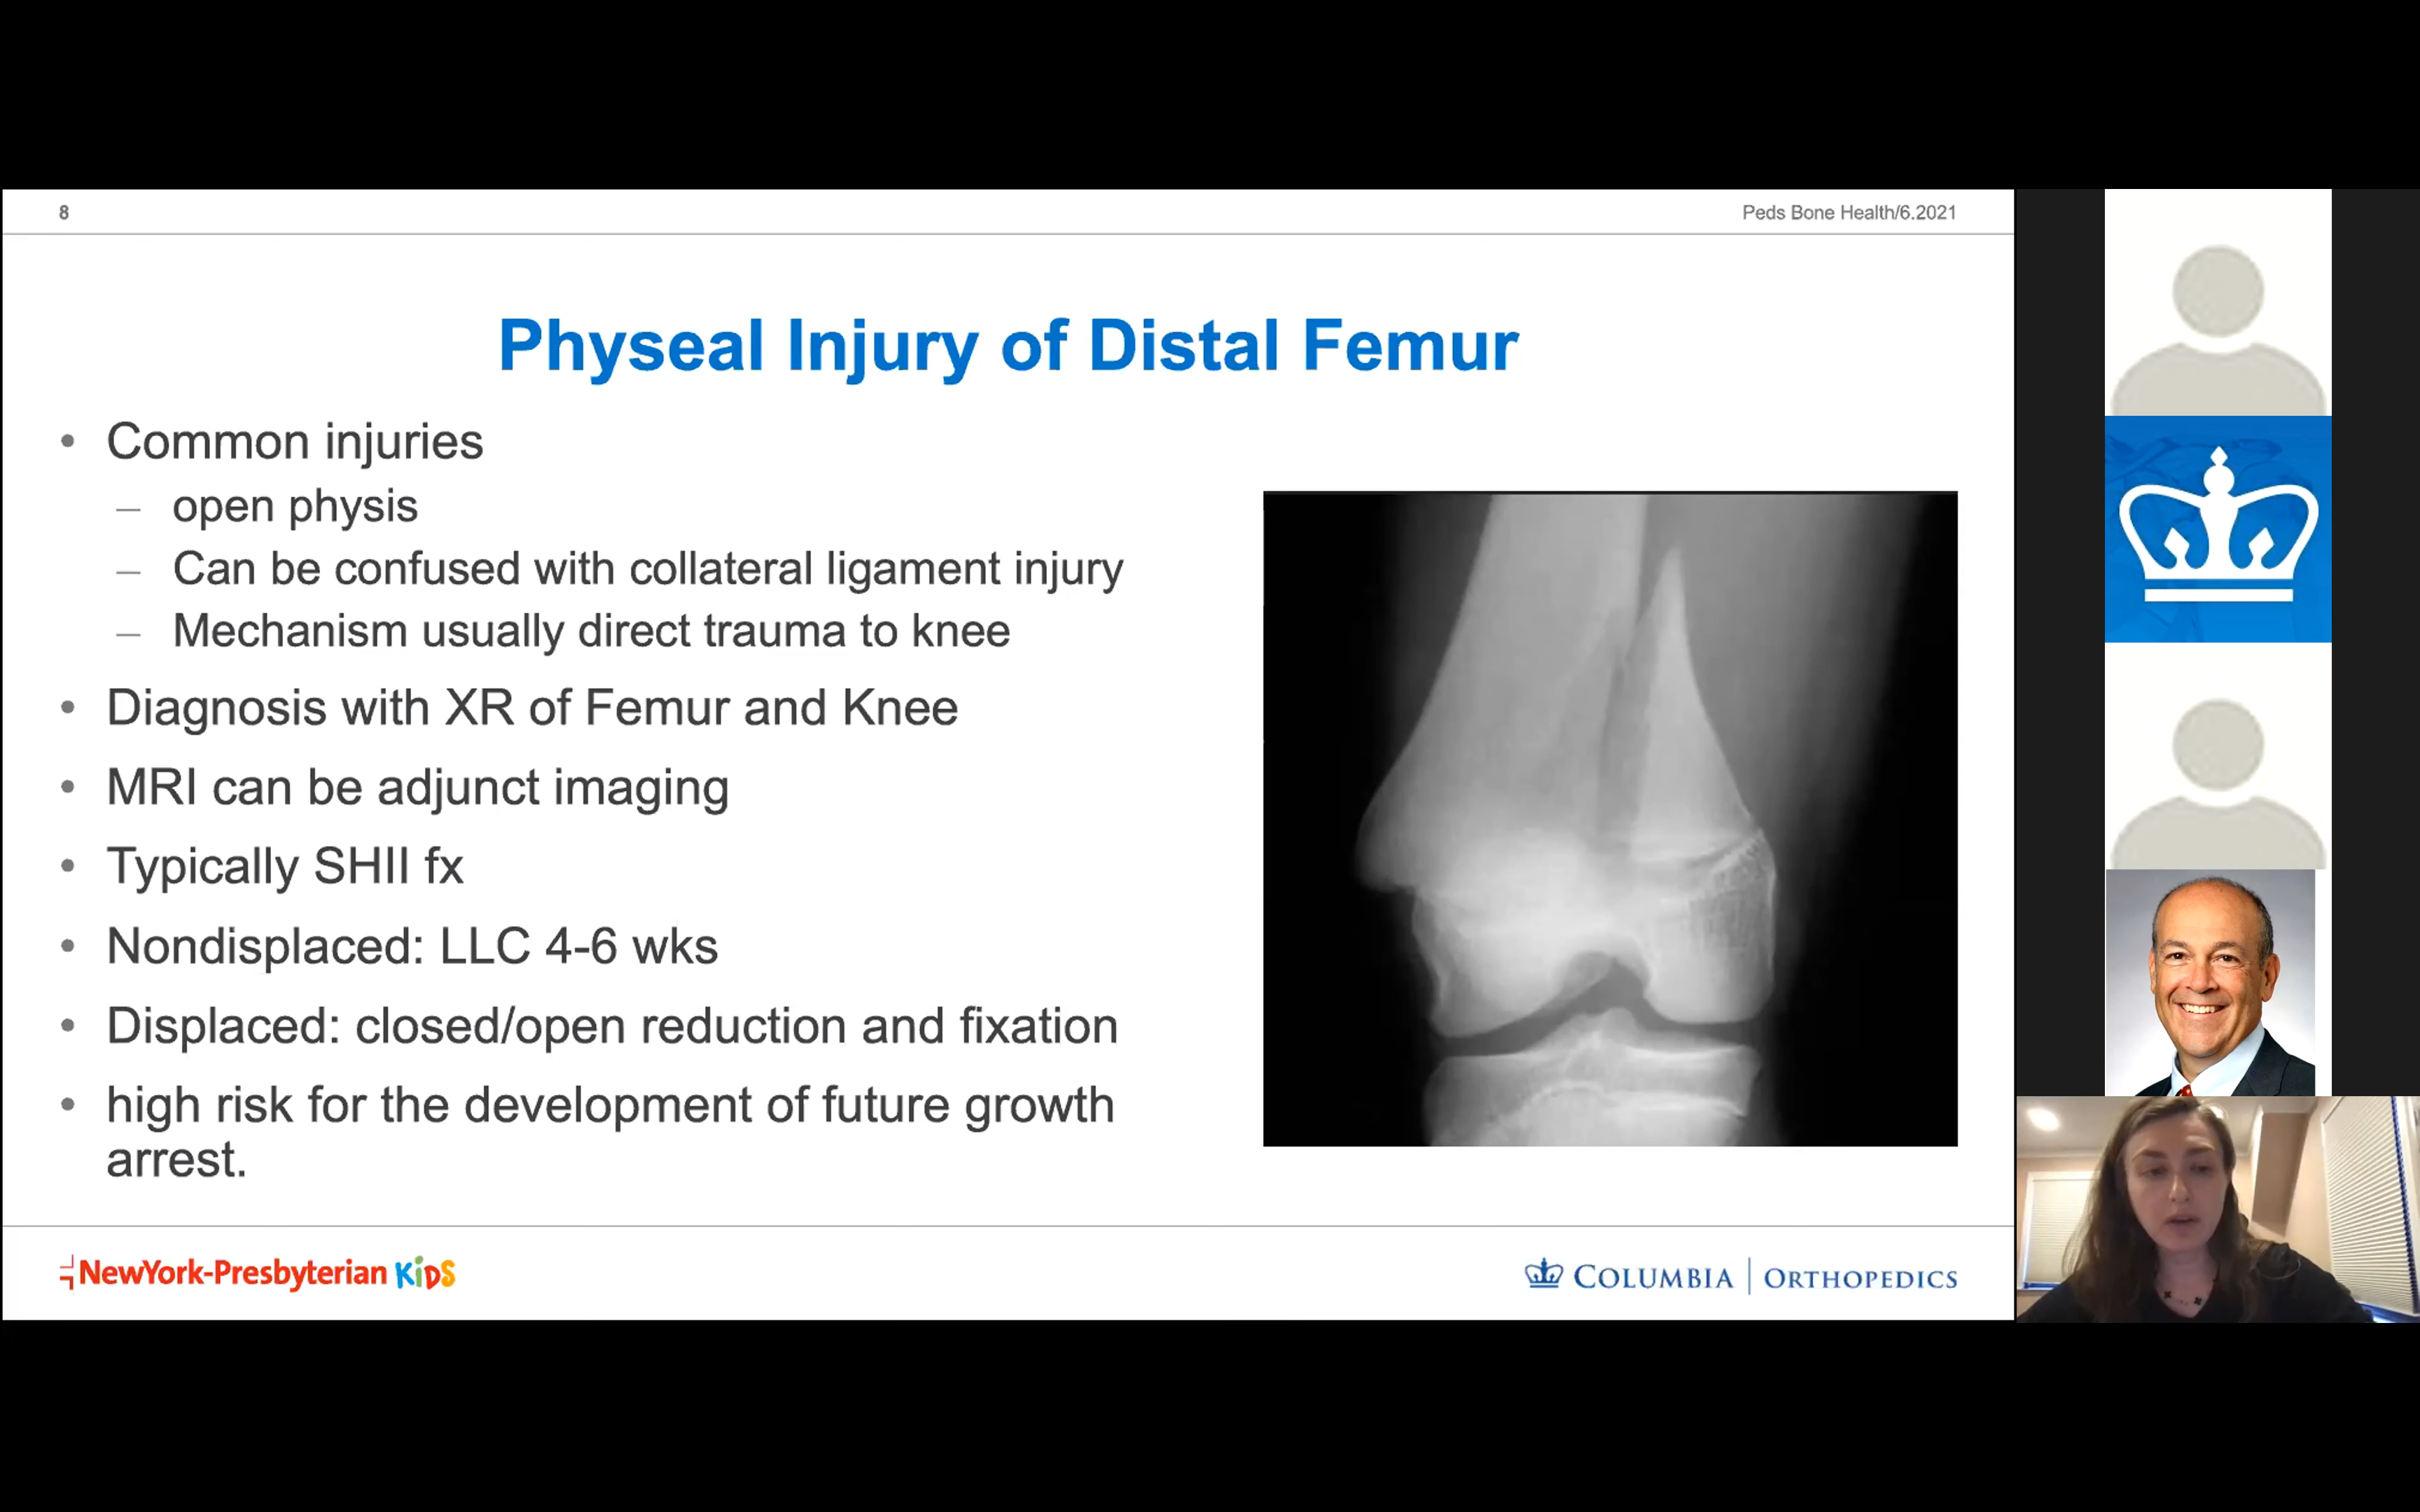 8
Peds Bone Health/6.2021
Physeal Injury of Distal Femur
• Common injuries
– open physis
– Can be confused with collateral ligament injury
– Mechanism usually direct trauma to knee
• Diagnosis with XR of Femur and Knee
• MRI can be adjunct imaging
• Typically SHII fx
• Nondisplaced: LLC 4-6 wks
• Displaced: closed/open reduction and fixation
• high risk for the development of future growth
arrest.
NewYork-Presbyterian KiDS
COLUMBIA | ORTHOPEDICS